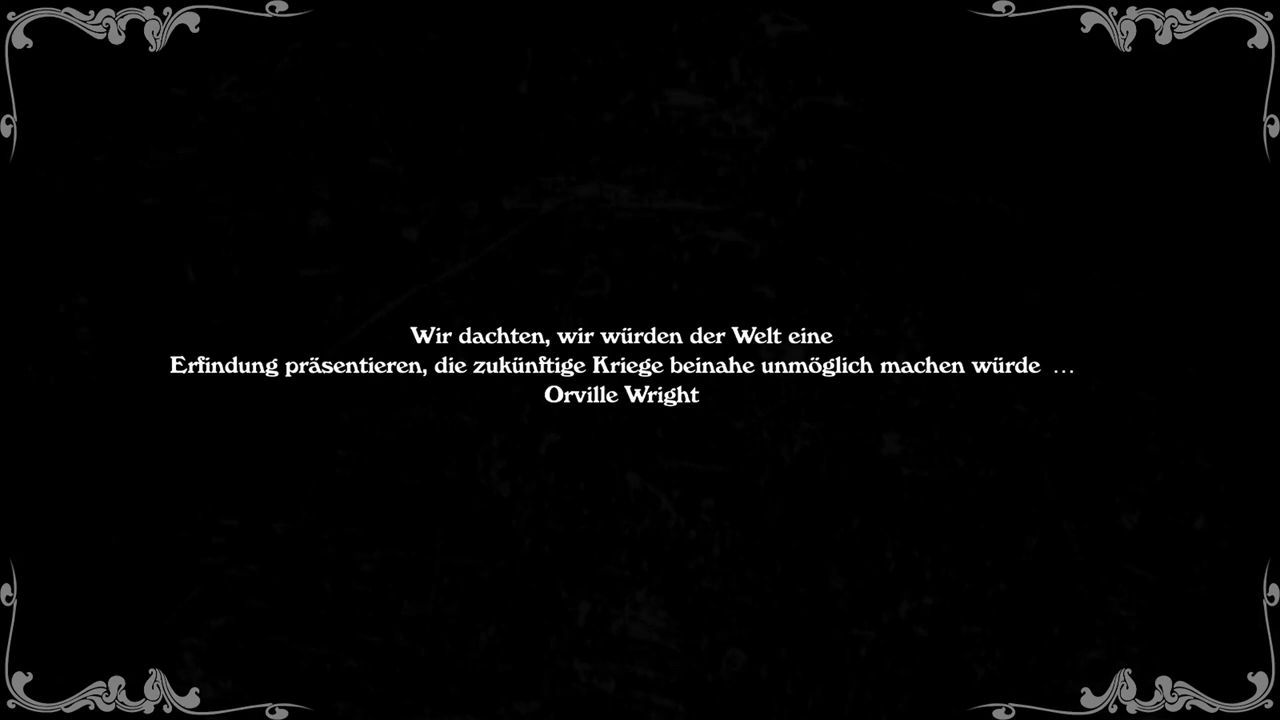 Wir dachten, wir würden der Welt eine
Erfindung präsentieren, die zukünftige Kriege beinahe unmöglich machen würde …
Orville Wright